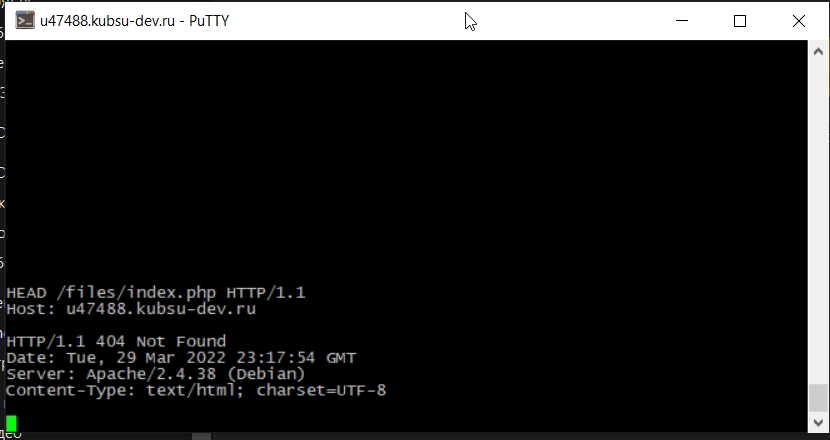 u47488.kubsu-dev.ru - PuTTY
HEAD /files/index.php HTTP/1.1
Host: u47488.kubsu-dev.ru
HTTP/1.1 404 Not Found
Date: Tue, 29 Mar 2022 23:17:54 GMT
Server: Apache/2.4.38 (Debian)
Content-Type: text/html; charset=UTF-8